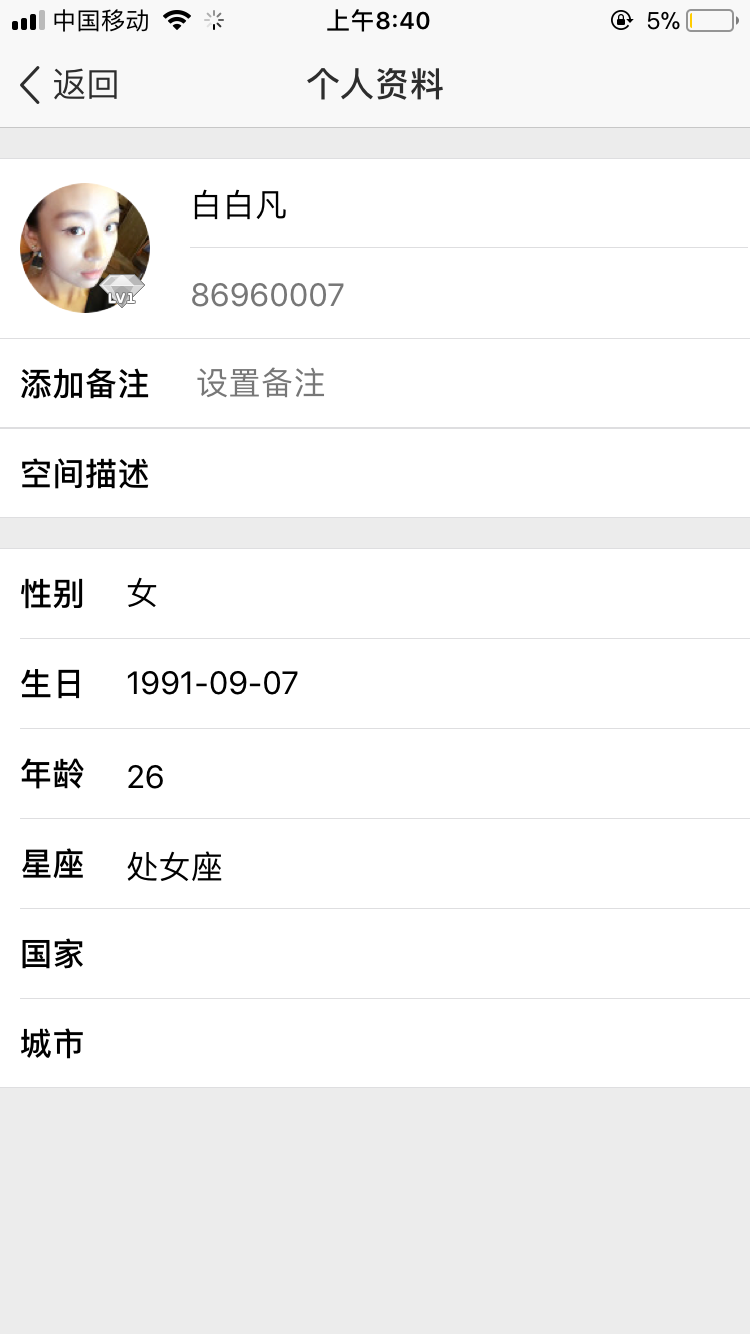 中国移动 上午8:40 5%
返回 个人资料
白白凡
LV1
86960007
添加备注 设置备注
空间描述
性别 女
生日 1991-09-07
年龄 26
星座 处女座
国家
城市